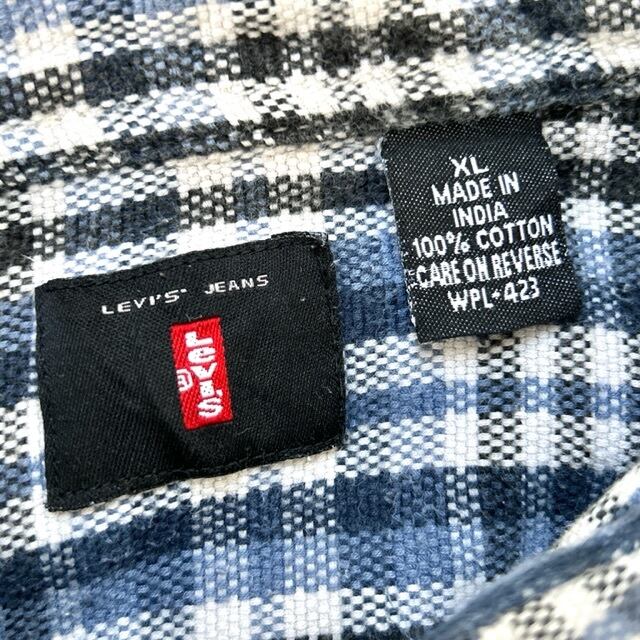 LEVI'S® JEANS
LEVI'S
®
XL
MADE IN
INDIA
100% COTTON
CARE ON REVERSE
WPL•423